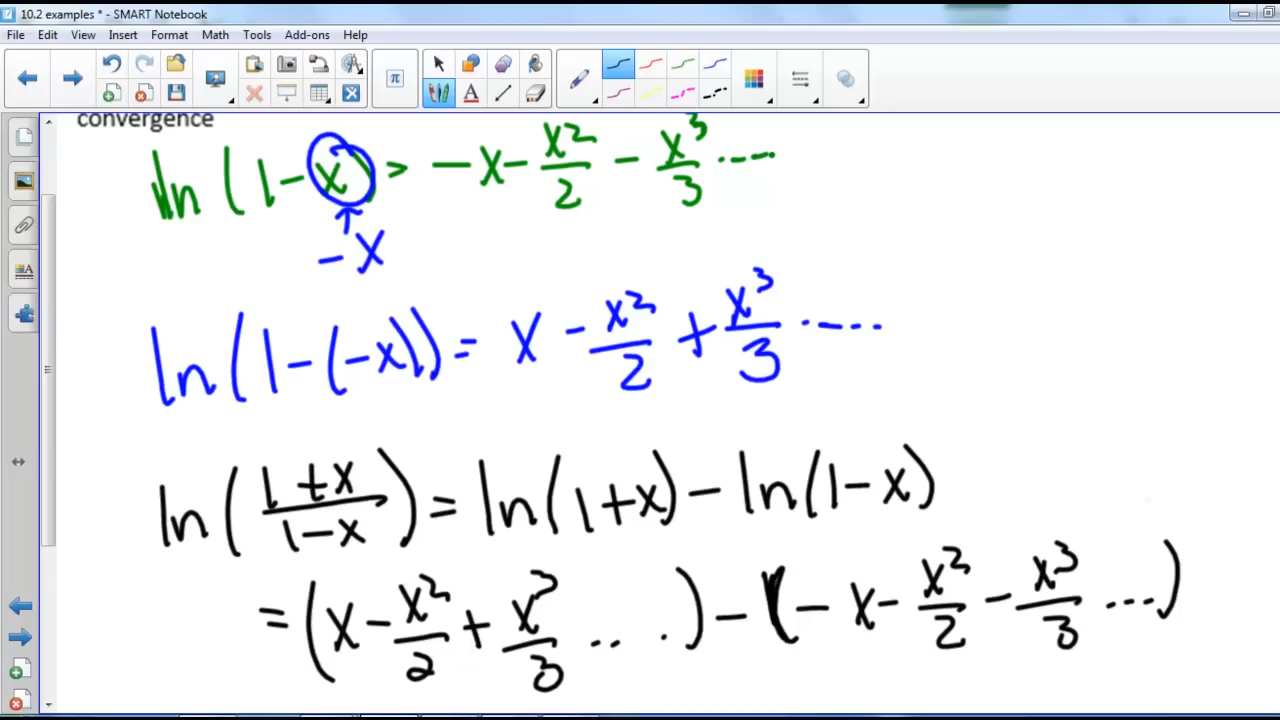 10.2 examples * - SMART Notebook
File Edit View Insert Format Math Tools Add-ons Help
π
A
convergence
ln(1-x) > -x - x²/2 - x³/3 ·----
-x
ln(1-(-x)) = x - x²/2 + x³/3 ·----
ln((1+x)/(1-x)) = ln(1+x) - ln(1-x)
= (x - x²/2 + x³/3 ... .) - (-x - x²/2 - x³/3 ...)